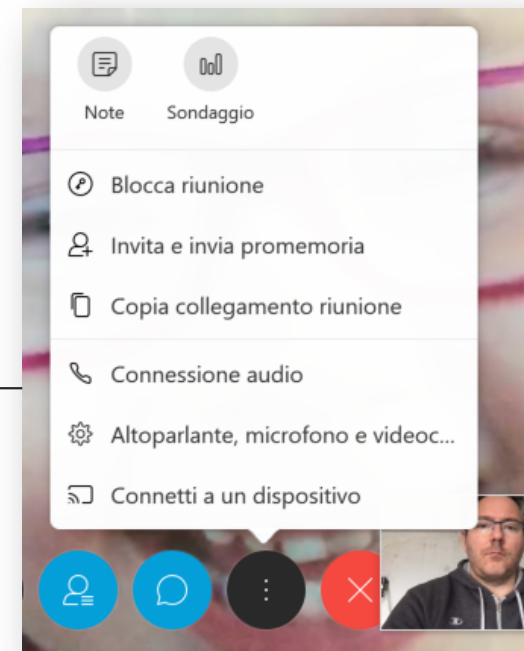 Note
Sondaggio
Blocca riunione
Invita e invia promemoria
Copia collegamento riunione
Connessione audio
Altoparlante, microfono e videoc...
Connetti a un dispositivo